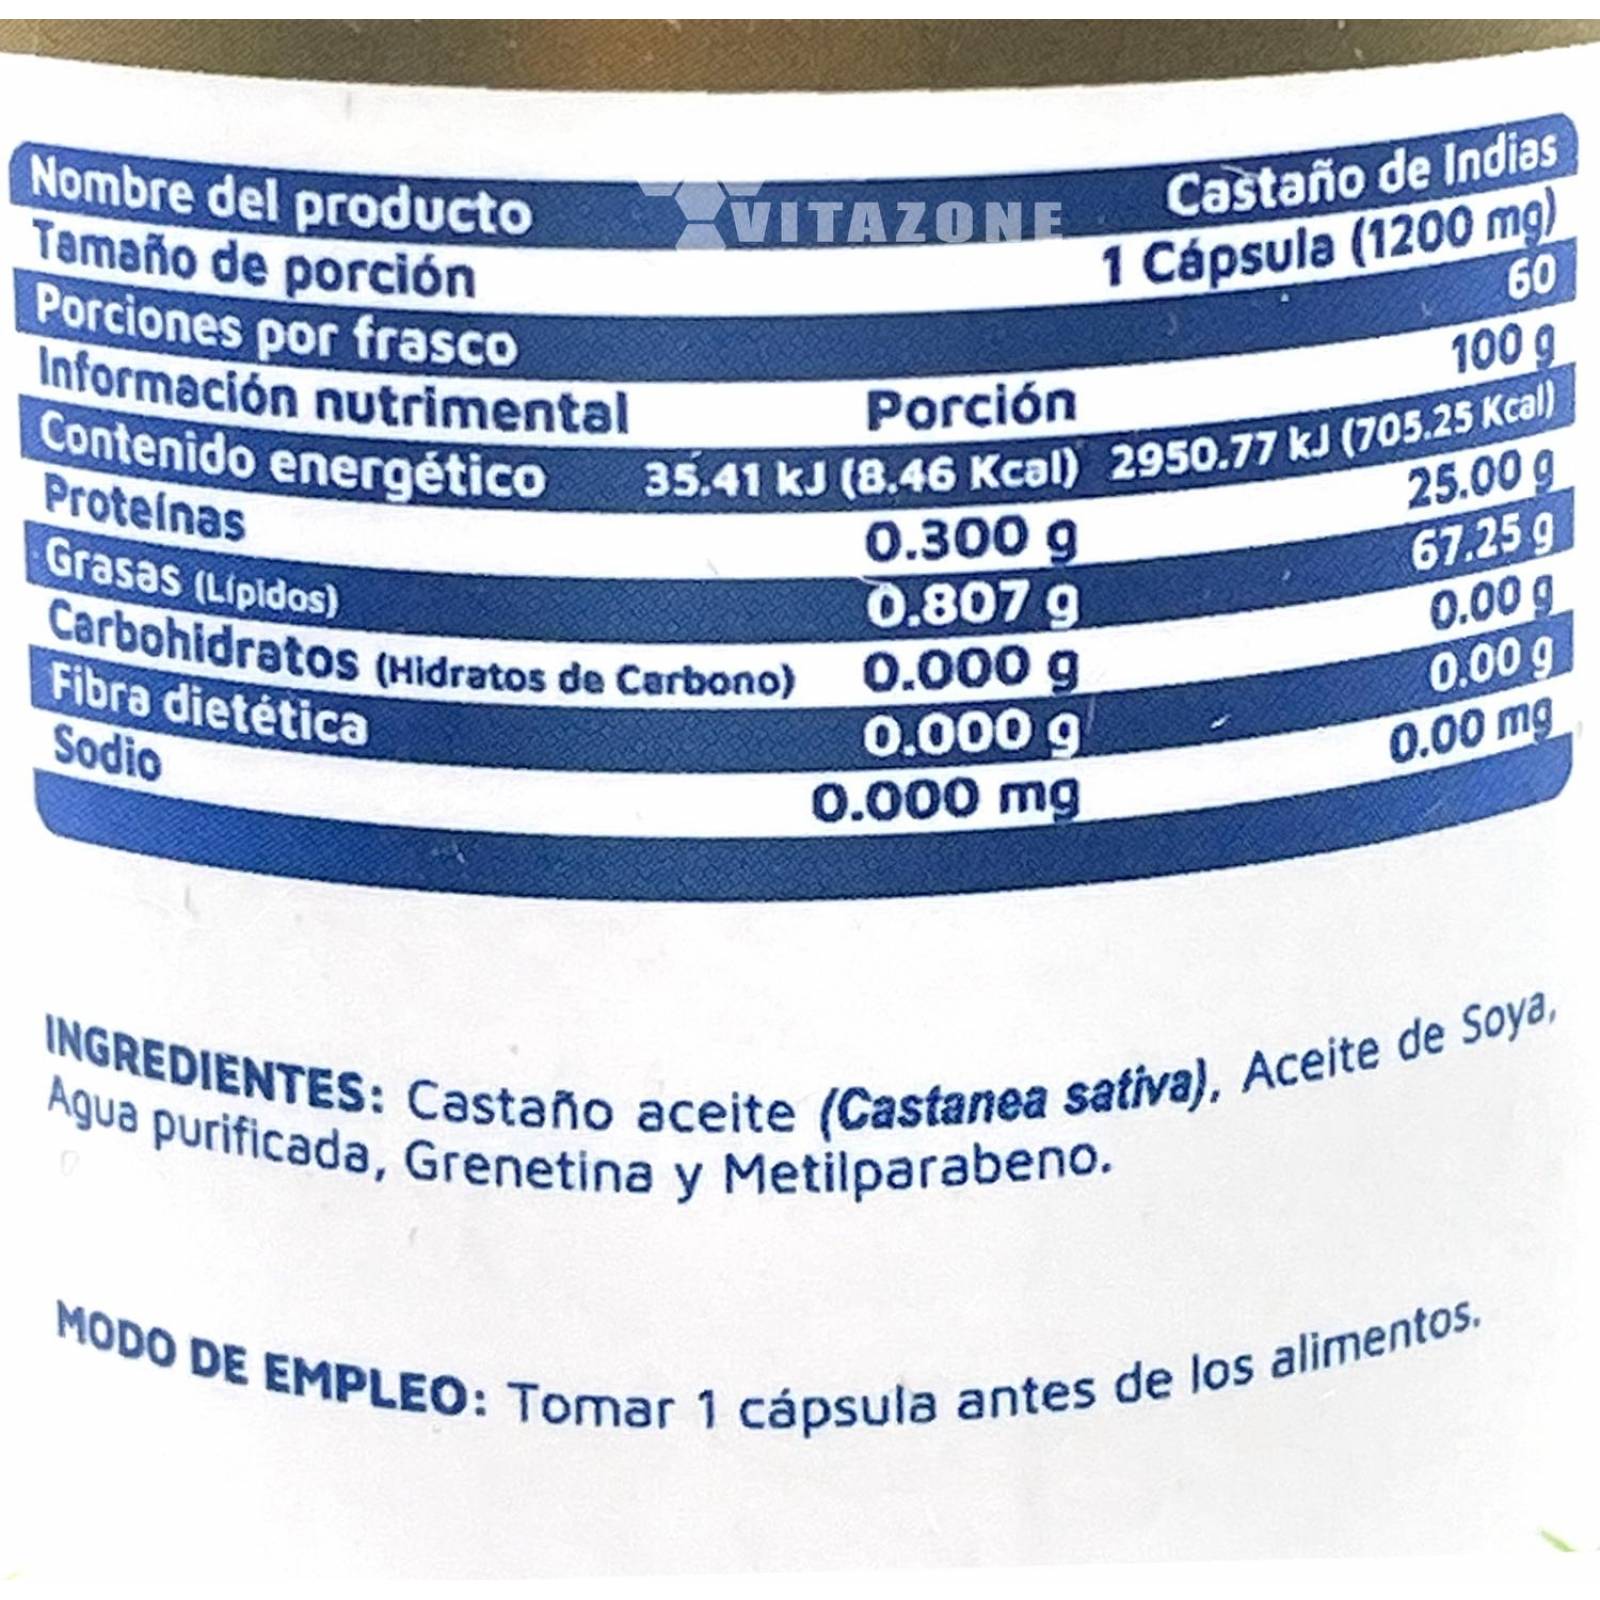 Nombre del producto Castaño de Indias
VITAZONE
Tamaño de porción 1 Cápsula (1200 mg)
Porciones por frasco 60
Información nutrimental Porción 100 g
Contenido energético 35.41 kJ (8.46 Kcal) 2950.77 kJ (705.25 Kcal)
Proteínas 0.300 g 25.00 g
Grasas (Lípidos) 0.807 g 67.25 g
Carbohidratos (Hidratos de Carbono) 0.000 g 0.00 g
Fibra dietética 0.000 g 0.00 g
Sodio 0.000 mg 0.00 mg
INGREDIENTES: Castaño aceite (Castanea sativa), Aceite de Soya,
Agua purificada, Grenetina y Metilparabeno.
MODO DE EMPLEO: Tomar 1 cápsula antes de los alimentos.